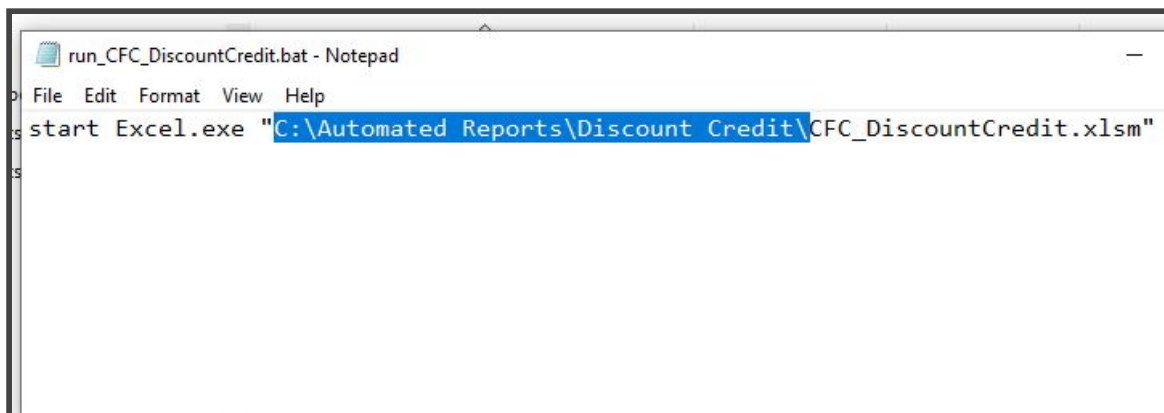 run_CFC_DiscountCredit.bat - Notepad
File Edit Format View Help
start Excel.exe "C:\Automated Reports\Discount Credit\CFC_DiscountCredit.xlsm"